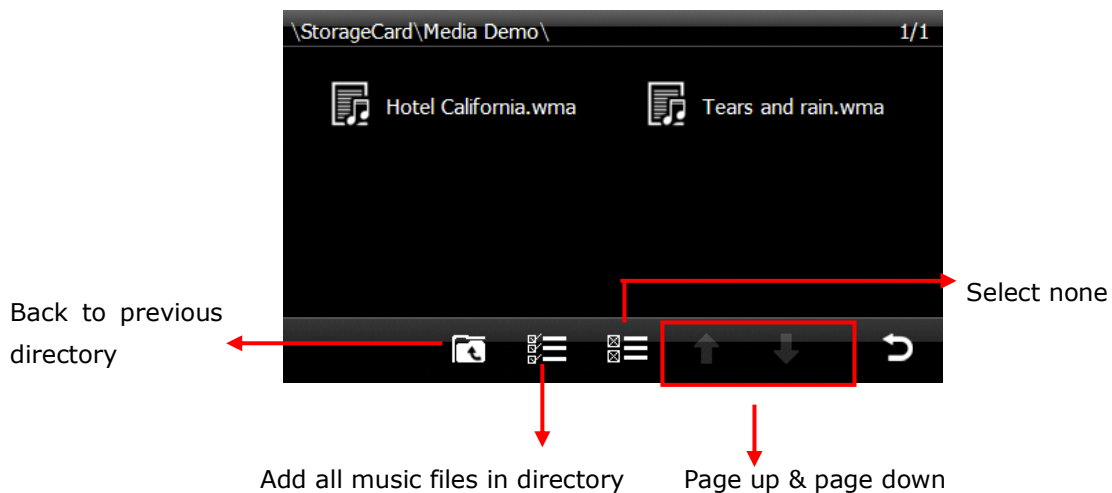 \StorageCard\Media Demo\ 1/1
Hotel California.wma Tears and rain.wma
Select none
Back to previous
directory
Add all music files in directory Page up & page down